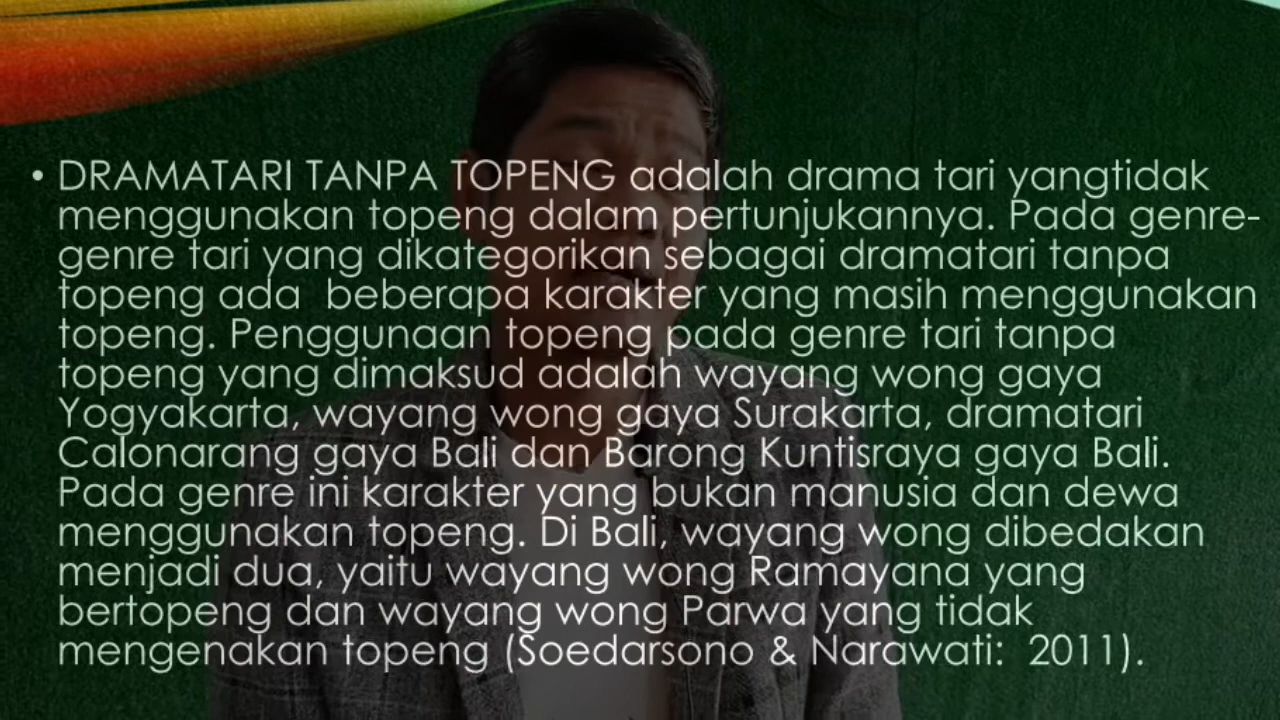 • DRAMATARI TANPA TOPENG adalah drama tari yangtidak
menggunakan topeng dalam pertunjukannya. Pada genre-
genre tari yang dikategorikan sebagai dramatari tanpa
topeng ada  beberapa karakter yang masih menggunakan
topeng. Penggunaan topeng pada genre tari tanpa
topeng yang dimaksud adalah wayang wong gaya
Yogyakarta, wayang wong gaya Surakarta, dramatari
Calonarang gaya Bali dan Barong Kuntisraya gaya Bali.
Pada genre ini karakter yang bukan manusia dan dewa
menggunakan topeng. Di Bali, wayang wong dibedakan
menjadi dua, yaitu wayang wong Ramayana yang
bertopeng dan wayang wong Parwa yang tidak
mengenakan topeng (Soedarsono & Narawati:  2011).